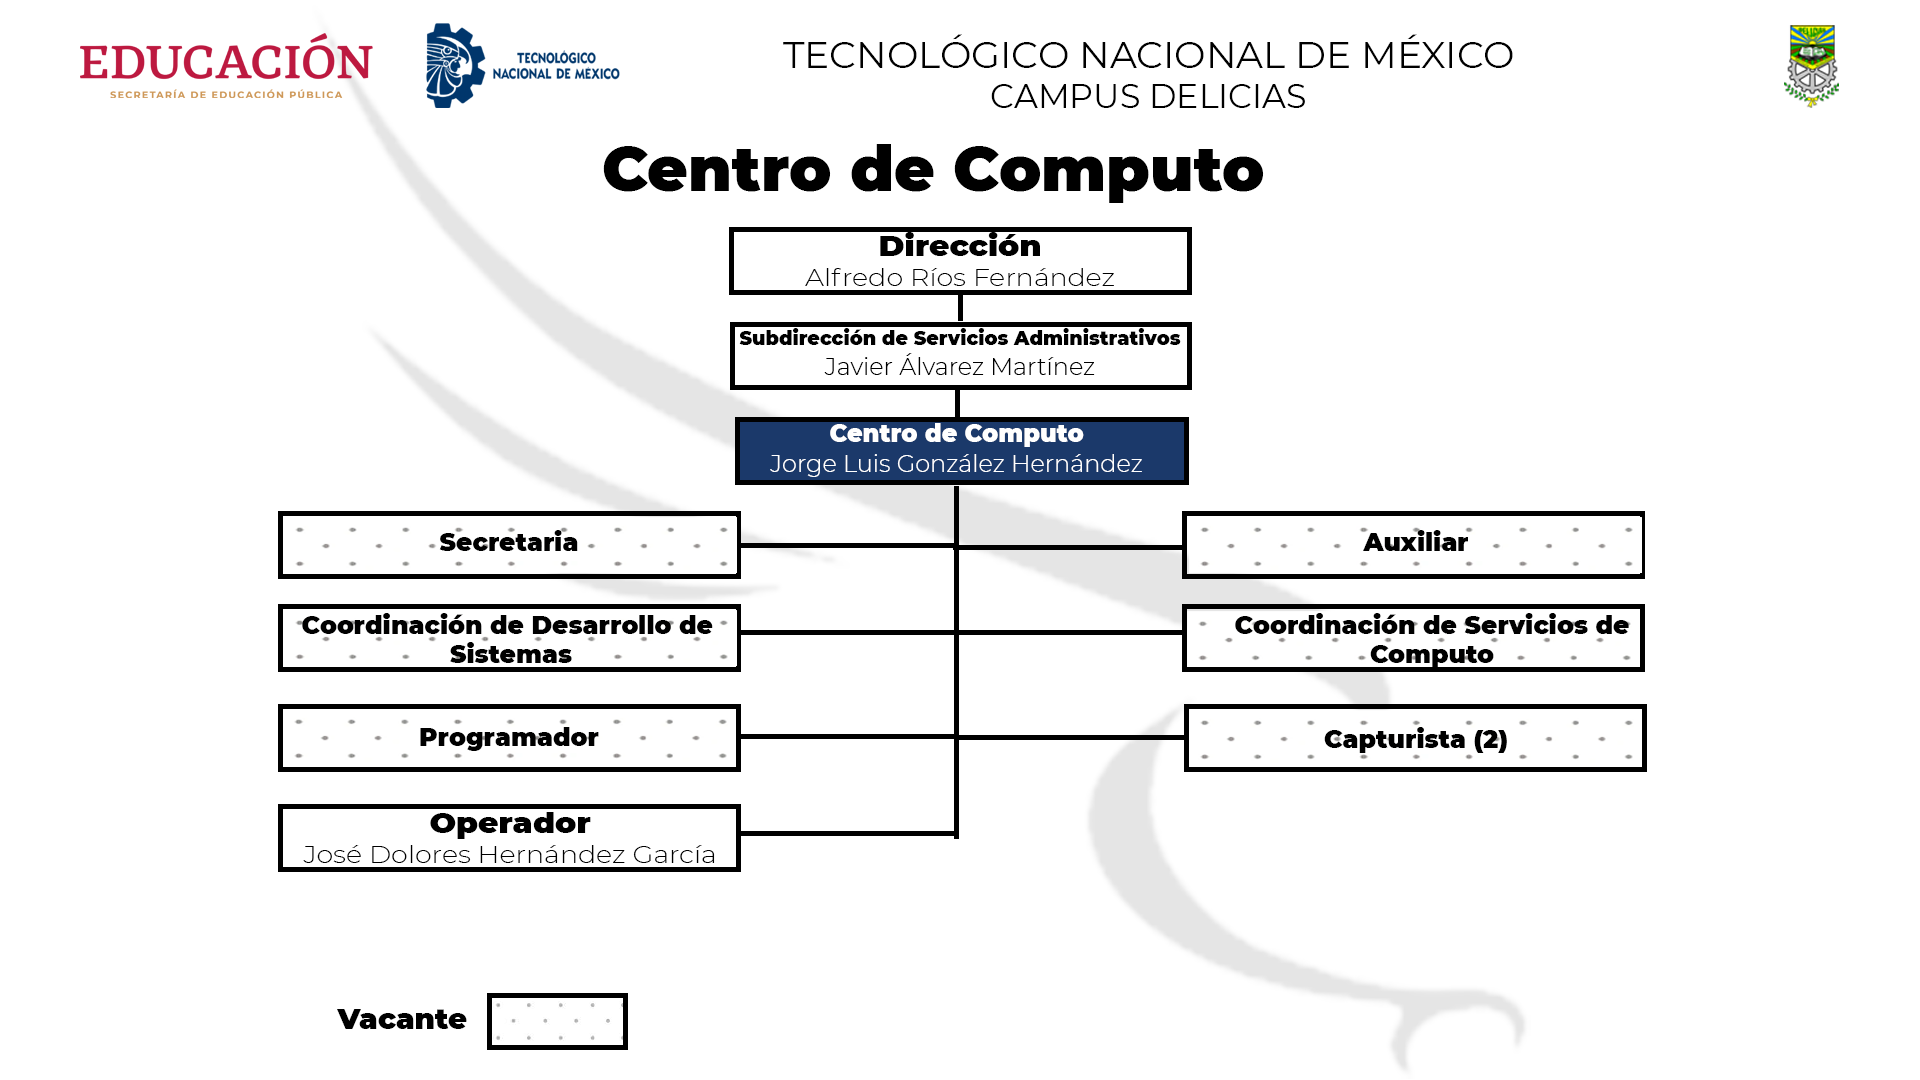 EDUCACIÓN
SECRETARÍA DE EDUCACIÓN PÚBLICA
TECNOLÓGICO
NACIONAL DE MÉXICO
TECNOLÓGICO NACIONAL DE MÉXICO
CAMPUS DELICIAS
Centro de Computo
Dirección
Alfredo Ríos Fernández
Subdirección de Servicios Administrativos
Javier Álvarez Martínez
Centro de Computo
Jorge Luis González Hernández
Secretaria
Auxiliar
Coordinación de Desarrollo de
Sistemas
Coordinación de Servicios de
Computo
Programador
Capturista (2)
Operador
José Dolores Hernández García
Vacante